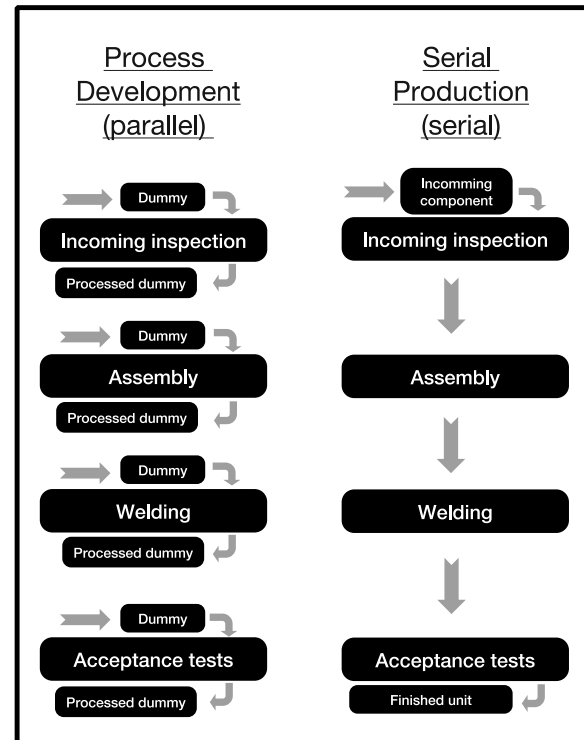 Process
Development
(parallel)
Dummy
Incoming inspection
Processed dummy
Dummy
Assembly
Processed dummy
Dummy
Welding
Processed dummy
Dummy
Acceptance tests
Processed dummy
Serial
Production
(serial)
Incomming
component
Incoming inspection
Assembly
Welding
Acceptance tests
Finished unit